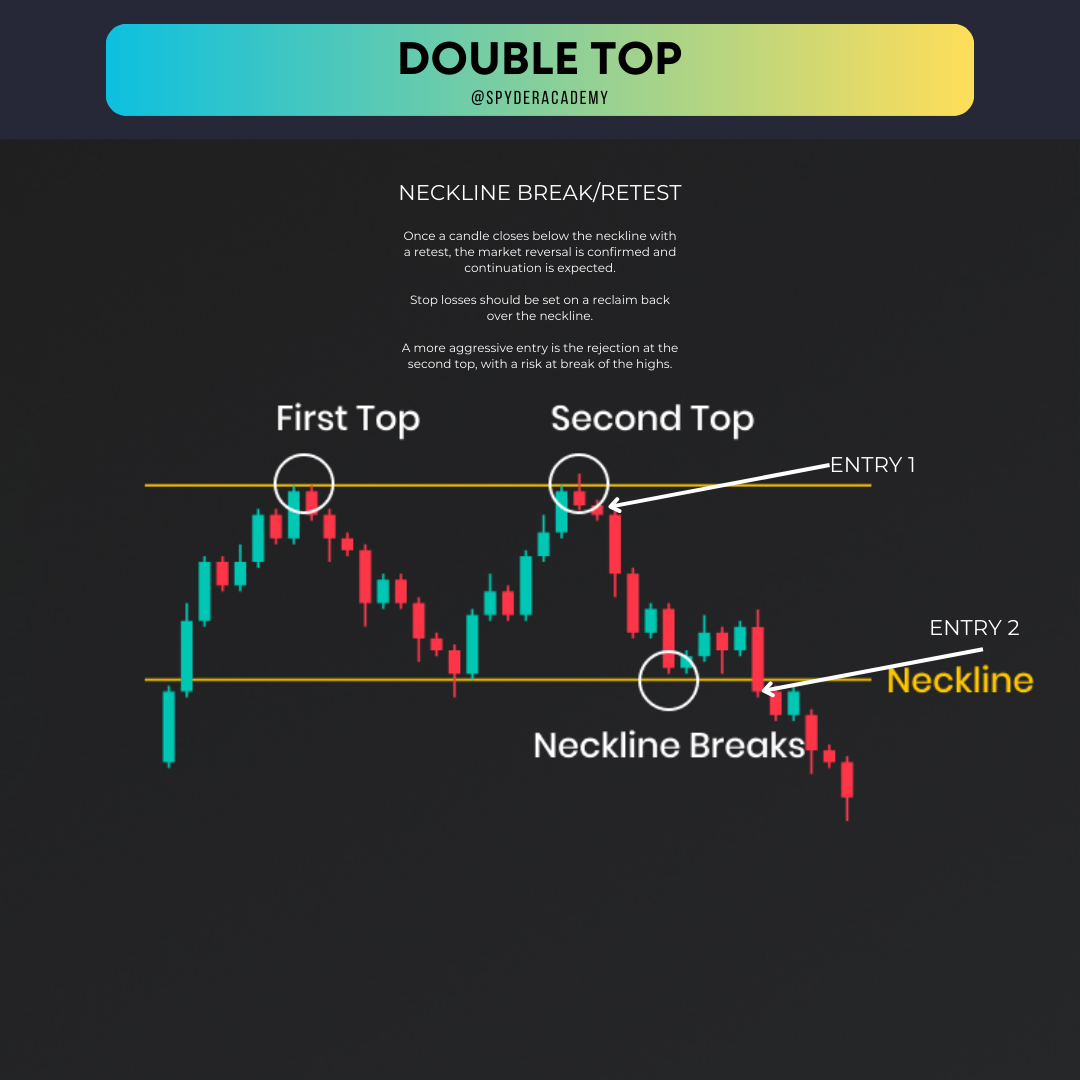 DOUBLE TOP
@SPYDERACADEMY
NECKLINE BREAK/RETEST
Once a candle closes below the neckline with
a retest, the market reversal is confirmed and
continuation is expected.
Stop losses should be set on a reclaim back
over the neckline.
A more aggressive entry is the rejection at the
second top, with a risk at break of the highs.
First Top
Second Top
ENTRY 1
ENTRY 2
Neckline
Neckline Breaks